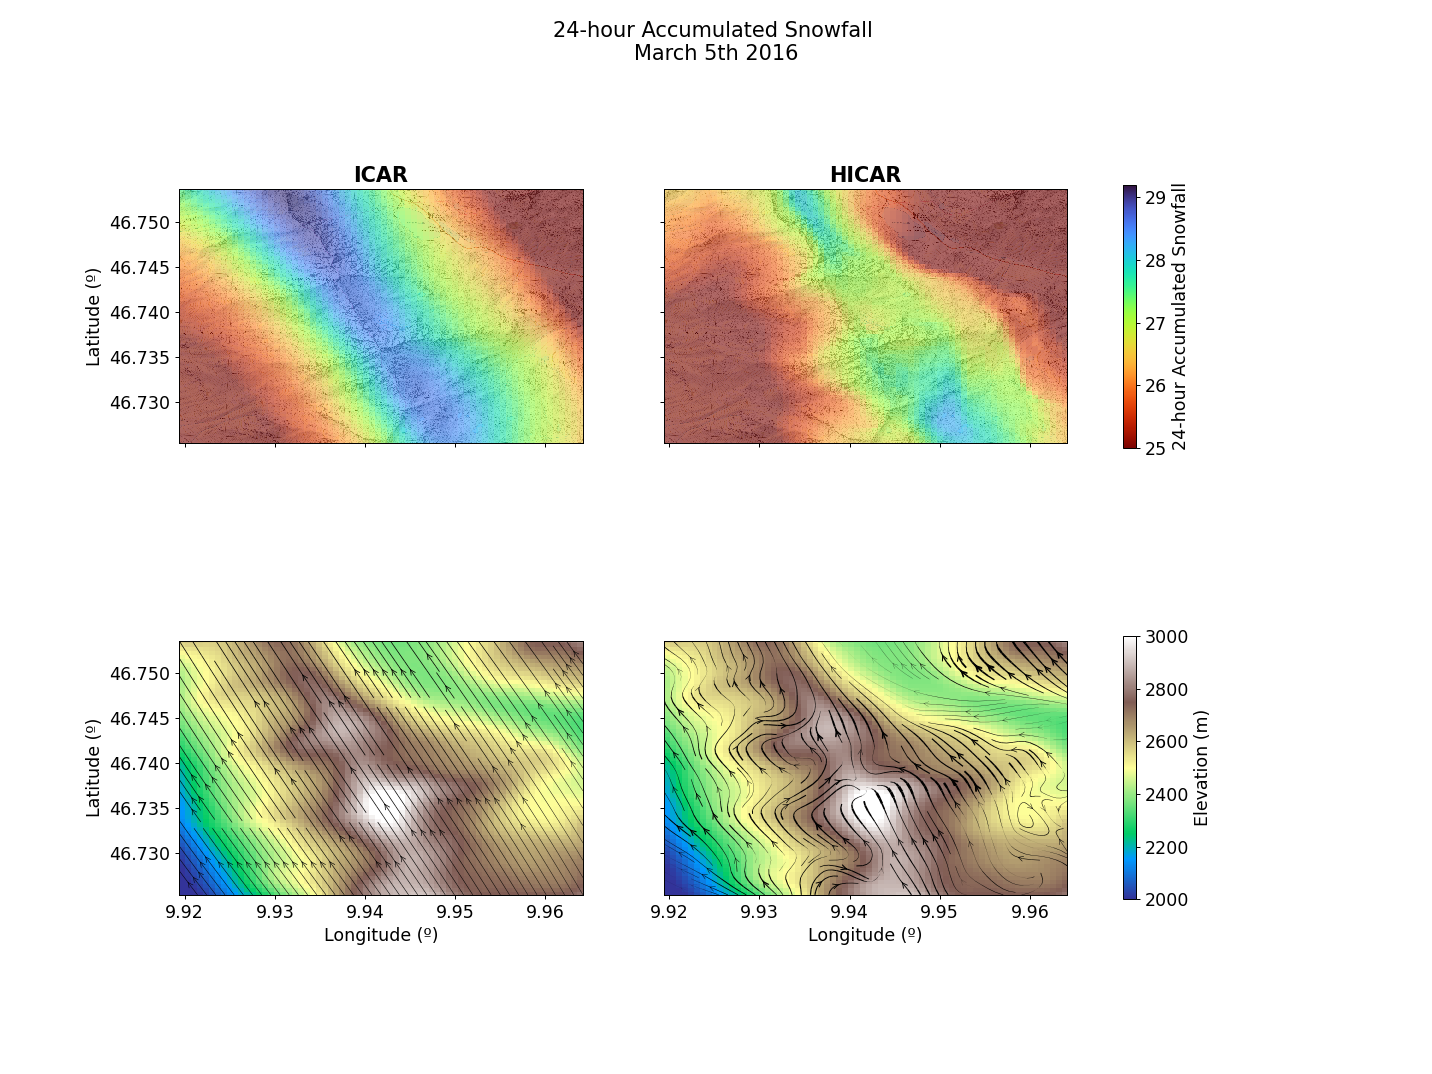 24-hour Accumulated Snowfall
March 5th 2016
ICAR
HICAR
46.750
46.745
46.740
46.735
46.730
Latitude (º)
29
28
27
26
25
24-hour Accumulated Snowfall
46.750
46.745
46.740
46.735
46.730
Latitude (º)
9.92 9.93 9.94 9.95 9.96
Longitude (º)
9.92 9.93 9.94 9.95 9.96
Longitude (º)
3000
2800
2600
2400
2200
2000
Elevation (m)